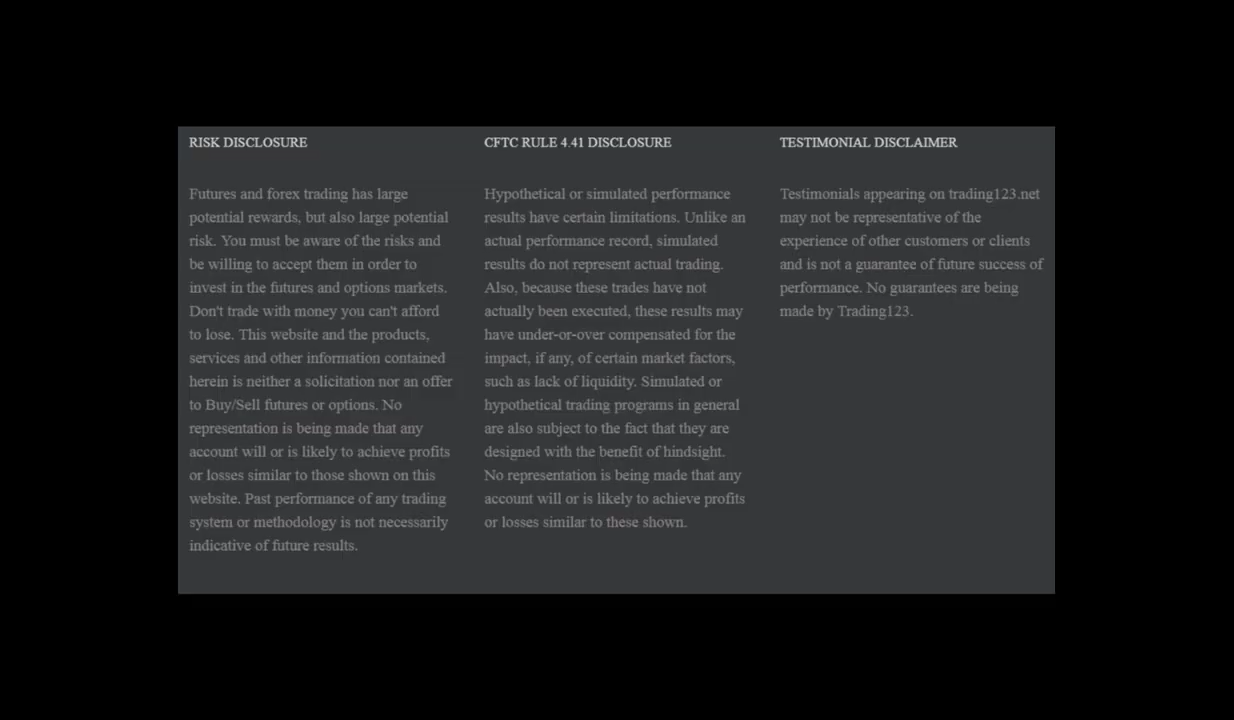 RISK DISCLOSURE
Futures and forex trading has large
potential rewards, but also large potential
risk. You must be aware of the risks and
be willing to accept them in order to
invest in the futures and options markets.
Don't trade with money you can't afford
to lose. This website and the products,
services and other information contained
herein is neither a solicitation nor an offer
to Buy/Sell futures or options. No
representation is being made that any
account will or is likely to achieve profits
or losses similar to those shown on this
website. Past performance of any trading
system or methodology is not necessarily
indicative of future results.
CFTC RULE 4.41 DISCLOSURE
Hypothetical or simulated performance
results have certain limitations. Unlike an
actual performance record, simulated
results do not represent actual trading.
Also, because these trades have not
actually been executed, these results may
have under-or-over compensated for the
impact, if any, of certain market factors,
such as lack of liquidity. Simulated or
hypothetical trading programs in general
are also subject to the fact that they are
designed with the benefit of hindsight.
No representation is being made that any
account will or is likely to achieve profits
or losses similar to these shown.
TESTIMONIAL DISCLAIMER
Testimonials appearing on trading123.net
may not be representative of the
experience of other customers or clients
and is not a guarantee of future success of
performance. No guarantees are being
made by Trading123.